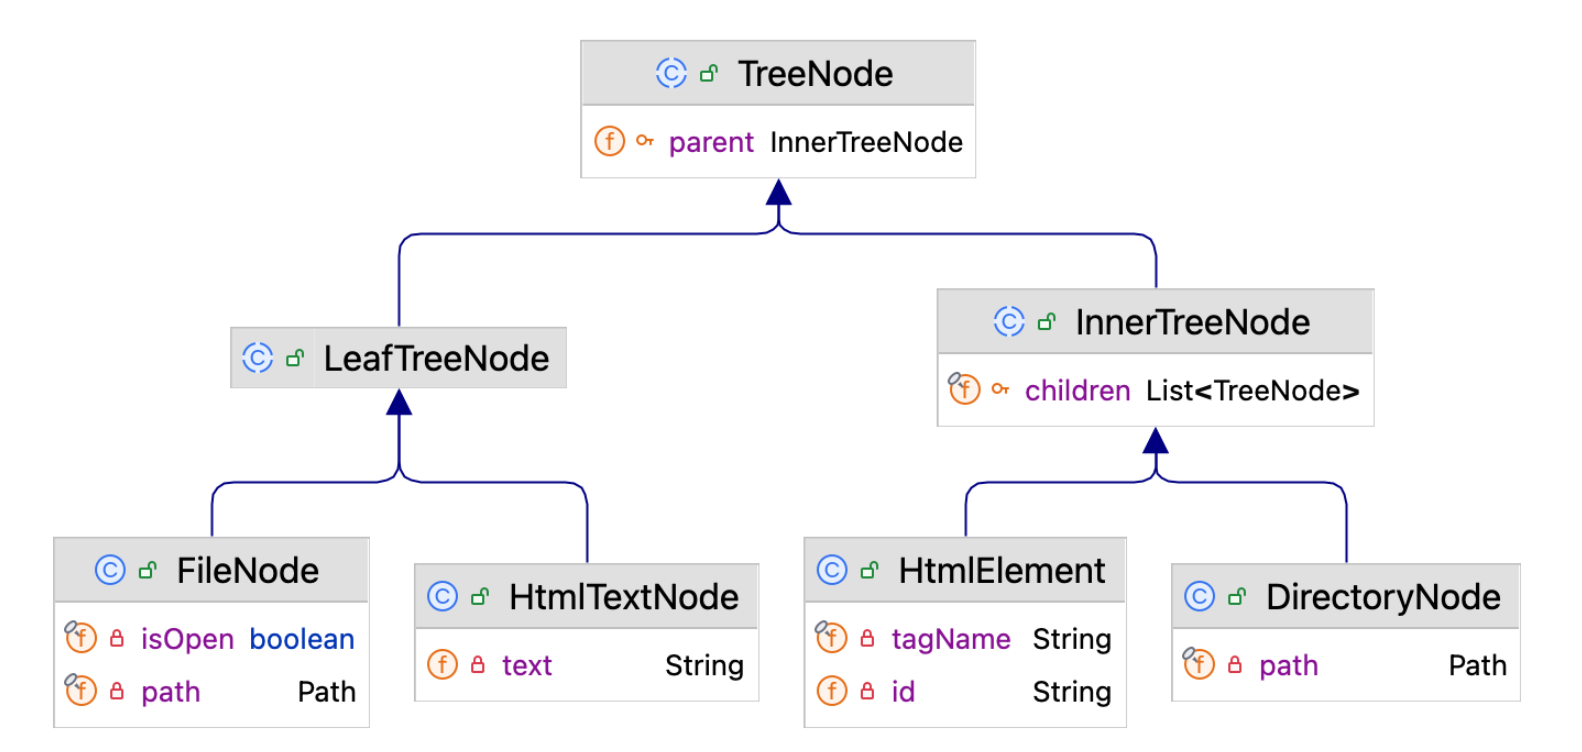 TreeNode
parent InnerTreeNode
LeafTreeNode
InnerTreeNode
children List<TreeNode>
FileNode
isOpen boolean
path Path
HtmlTextNode
text String
HtmlElement
tagName String
id String
DirectoryNode
path Path